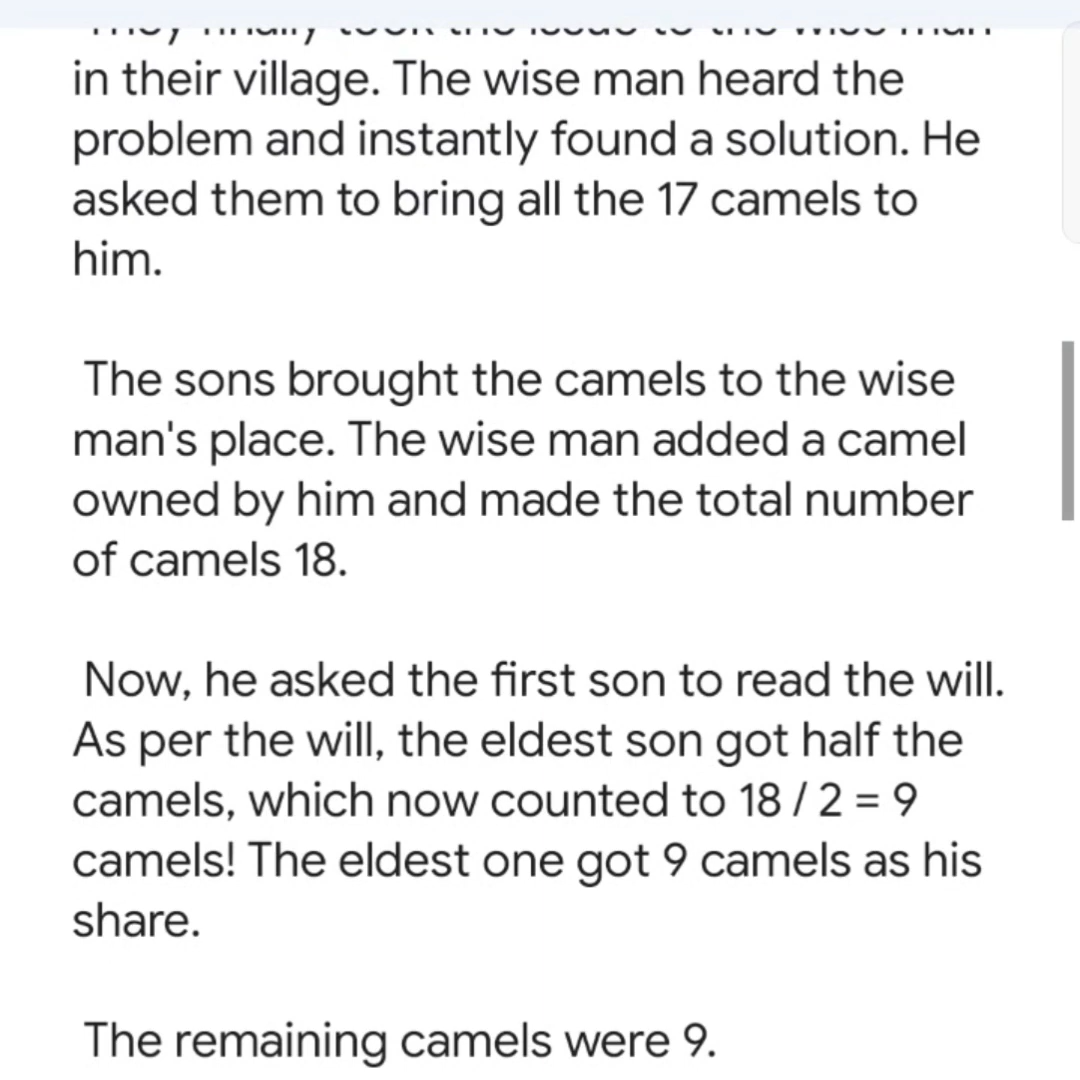 in their village. The wise man heard the
problem and instantly found a solution. He
asked them to bring all the 17 camels to
him.
The sons brought the camels to the wise
man's place. The wise man added a camel
owned by him and made the total number
of camels 18.
Now, he asked the first son to read the will.
As per the will, the eldest son got half the
camels, which now counted to 18 / 2 = 9
camels! The eldest one got 9 camels as his
share.
The remaining camels were 9.